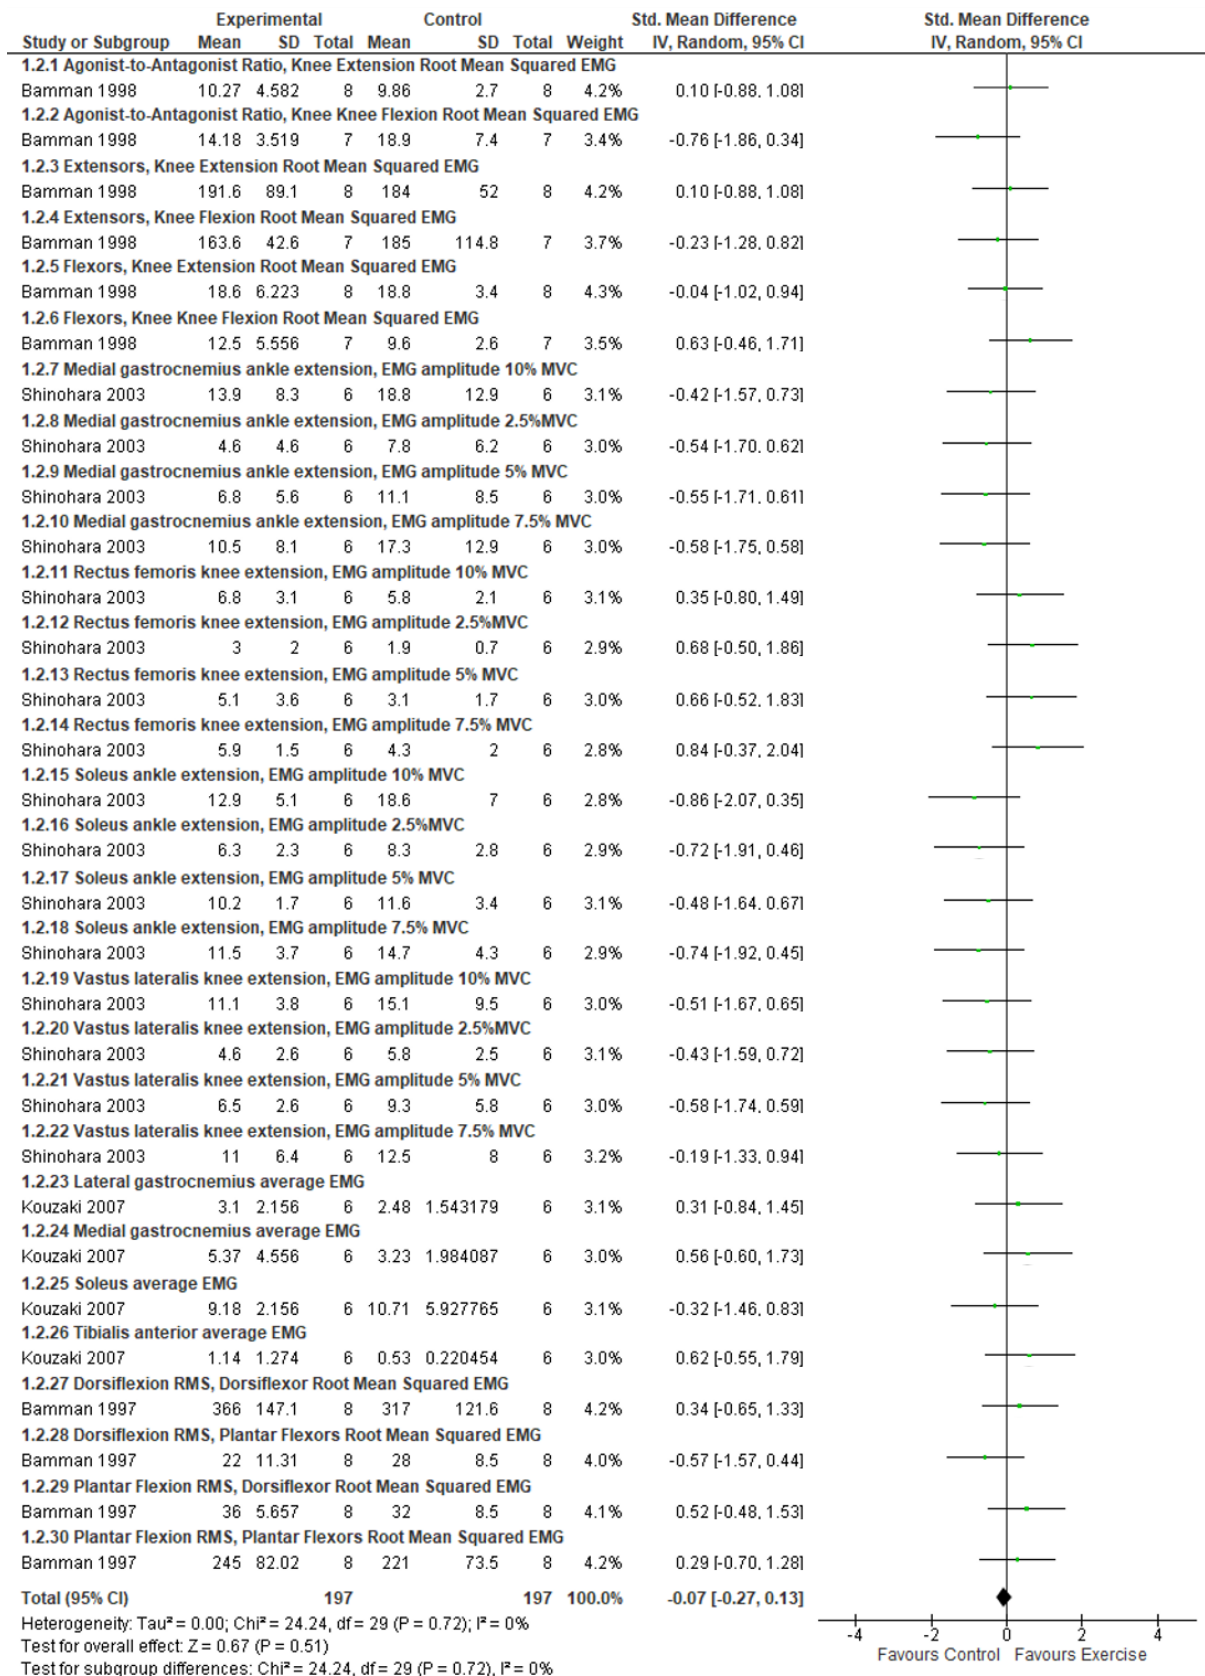 Experimental Control Std. Mean Difference Std. Mean Difference
Study or Subgroup Mean SD Total Mean SD Total Weight IV, Random, 95% CI IV, Random, 95% CI
1.2.1 Agonist-to-Antagonist Ratio, Knee Extension Root Mean Squared EMG
Bamman 1998 10.27 4.582 8 9.86 2.7 8 4.2% 0.10 [-0.88, 1.08]
1.2.2 Agonist-to-Antagonist Ratio, Knee Knee Flexion Root Mean Squared EMG
Bamman 1998 14.18 3.519 7 18.9 7.4 7 3.4% -0.76 [-1.86, 0.34]
1.2.3 Extensors, Knee Extension Root Mean Squared EMG
Bamman 1998 191.6 89.1 8 184 52 8 4.2% 0.10 [-0.88, 1.08]
1.2.4 Extensors, Knee Flexion Root Mean Squared EMG
Bamman 1998 163.6 42.6 7 185 114.8 7 3.7% -0.23 [-1.28, 0.82]
1.2.5 Flexors, Knee Extension Root Mean Squared EMG
Bamman 1998 18.6 6.223 8 18.8 3.4 8 4.3% -0.04 [-1.02, 0.94]
1.2.6 Flexors, Knee Knee Flexion Root Mean Squared EMG
Bamman 1998 12.5 5.556 7 9.6 2.6 7 3.5% 0.63 [-0.46, 1.71]
1.2.7 Medial gastrocnemius ankle extension, EMG amplitude 10% MVC
Shinohara 2003 13.9 8.3 6 18.8 12.9 6 3.1% -0.42 [-1.57, 0.73]
1.2.8 Medial gastrocnemius ankle extension, EMG amplitude 2.5%MVC
Shinohara 2003 4.6 4.6 6 7.8 6.2 6 3.0% -0.54 [-1.70, 0.62]
1.2.9 Medial gastrocnemius ankle extension, EMG amplitude 5% MVC
Shinohara 2003 6.8 5.6 6 11.1 8.5 6 3.0% -0.55 [-1.71, 0.61]
1.2.10 Medial gastrocnemius ankle extension, EMG amplitude 7.5% MVC
Shinohara 2003 10.5 8.1 6 17.3 12.9 6 3.0% -0.58 [-1.75, 0.58]
1.2.11 Rectus femoris knee extension, EMG amplitude 10% MVC
Shinohara 2003 6.8 3.1 6 5.8 2.1 6 3.1% 0.35 [-0.80, 1.49]
1.2.12 Rectus femoris knee extension, EMG amplitude 2.5%MVC
Shinohara 2003 3 2 6 1.9 0.7 6 2.9% 0.68 [-0.50, 1.86]
1.2.13 Rectus femoris knee extension, EMG amplitude 5% MVC
Shinohara 2003 5.1 3.6 6 3.1 1.7 6 3.0% 0.66 [-0.52, 1.83]
1.2.14 Rectus femoris knee extension, EMG amplitude 7.5% MVC
Shinohara 2003 5.9 1.5 6 4.3 2 6 2.8% 0.84 [-0.37, 2.04]
1.2.15 Soleus ankle extension, EMG amplitude 10% MVC
Shinohara 2003 12.9 5.1 6 18.6 7 6 2.8% -0.86 [-2.07, 0.35]
1.2.16 Soleus ankle extension, EMG amplitude 2.5%MVC
Shinohara 2003 6.3 2.3 6 8.3 2.8 6 2.9% -0.72 [-1.91, 0.46]
1.2.17 Soleus ankle extension, EMG amplitude 5% MVC
Shinohara 2003 10.2 1.7 6 11.6 3.4 6 3.1% -0.48 [-1.64, 0.67]
1.2.18 Soleus ankle extension, EMG amplitude 7.5% MVC
Shinohara 2003 11.5 3.7 6 14.7 4.3 6 2.9% -0.74 [-1.92, 0.45]
1.2.19 Vastus lateralis knee extension, EMG amplitude 10% MVC
Shinohara 2003 11.1 3.8 6 15.1 9.5 6 3.0% -0.51 [-1.67, 0.65]
1.2.20 Vastus lateralis knee extension, EMG amplitude 2.5%MVC
Shinohara 2003 4.6 2.6 6 5.8 2.5 6 3.1% -0.43 [-1.59, 0.72]
1.2.21 Vastus lateralis knee extension, EMG amplitude 5% MVC
Shinohara 2003 6.5 2.6 6 9.3 5.8 6 3.0% -0.58 [-1.74, 0.59]
1.2.22 Vastus lateralis knee extension, EMG amplitude 7.5% MVC
Shinohara 2003 11 6.4 6 12.5 8 6 3.2% -0.19 [-1.33, 0.94]
1.2.23 Lateral gastrocnemius average EMG
Kouzaki 2007 3.1 2.156 6 2.48 1.543179 6 3.1% 0.31 [-0.84, 1.45]
1.2.24 Medial gastrocnemius average EMG
Kouzaki 2007 5.37 4.556 6 3.23 1.984087 6 3.0% 0.56 [-0.60, 1.73]
1.2.25 Soleus average EMG
Kouzaki 2007 9.18 2.156 6 10.71 5.927765 6 3.1% -0.32 [-1.46, 0.83]
1.2.26 Tibialis anterior average EMG
Kouzaki 2007 1.14 1.274 6 0.53 0.220454 6 3.0% 0.62 [-0.55, 1.79]
1.2.27 Dorsiflexion RMS, Dorsiflexor Root Mean Squared EMG
Bamman 1997 366 147.1 8 317 121.6 8 4.2% 0.34 [-0.65, 1.33]
1.2.28 Dorsiflexion RMS, Plantar Flexors Root Mean Squared EMG
Bamman 1997 22 11.31 8 28 8.5 8 4.0% -0.57 [-1.57, 0.44]
1.2.29 Plantar Flexion RMS, Dorsiflexor Root Mean Squared EMG
Bamman 1997 36 5.657 8 32 8.5 8 4.1% 0.52 [-0.48, 1.53]
1.2.30 Plantar Flexion RMS, Plantar Flexors Root Mean Squared EMG
Bamman 1997 245 82.02 8 221 73.5 8 4.2% 0.29 [-0.70, 1.28]
Total (95% CI) 197 197 100.0% -0.07 [-0.27, 0.13]
Heterogeneity: Tau² = 0.00; Chi² = 24.24, df = 29 (P = 0.72); I² = 0%
Test for overall effect: Z = 0.67 (P = 0.51)
Test for subgroup differences: Chi² = 24.24, df = 29 (P = 0.72), I² = 0%
-4 -2 0 2 4
Favours Control Favours Exercise